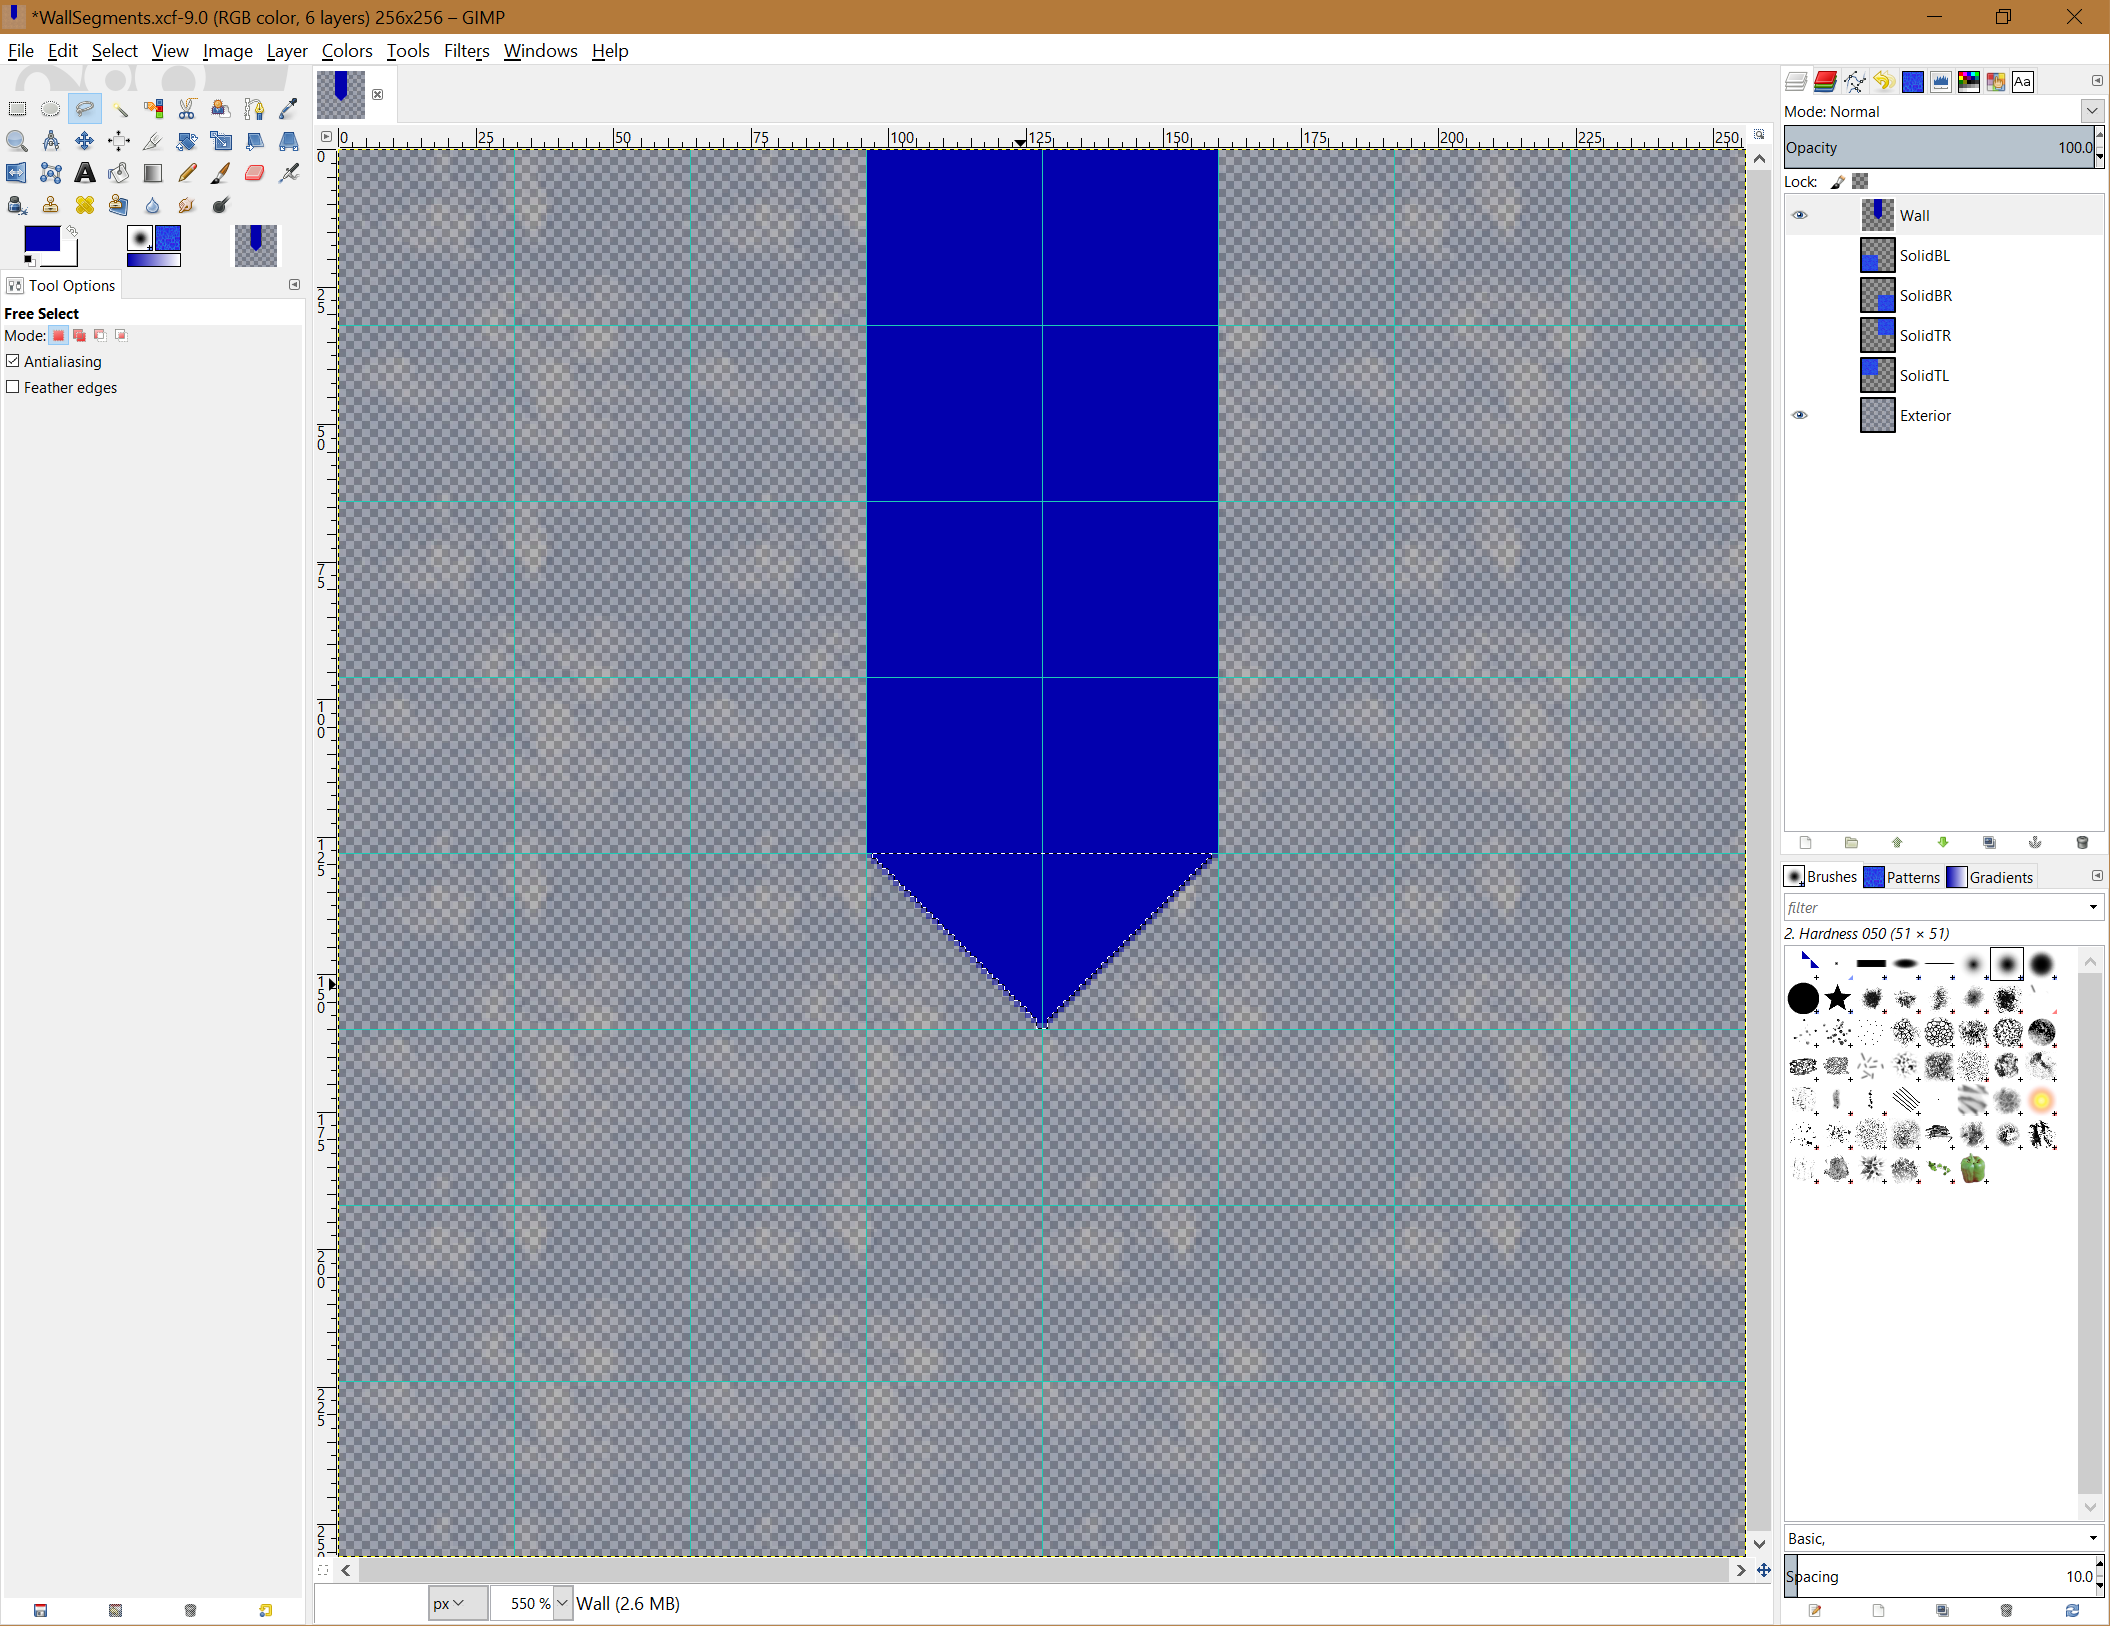 *WallSegments.xcf-9.0 (RGB color, 6 layers) 256x256 – GIMP
File Edit Select View Image Layer Colors Tools Filters Windows Help
Tool Options
Free Select
Mode:
Antialiasing
Feather edges
0 25 50 75 100 125 150 175 200 225 250
0
25
50
75
100
125
150
175
200
225
250
px 550 % Wall (2.6 MB)
Aa
Mode: Normal
Opacity 100.0
Lock:
Wall
SolidBL
SolidBR
SolidTR
SolidTL
Exterior
Brushes Patterns Gradients
filter
2. Hardness 050 (51 × 51)
Basic,
Spacing 10.0